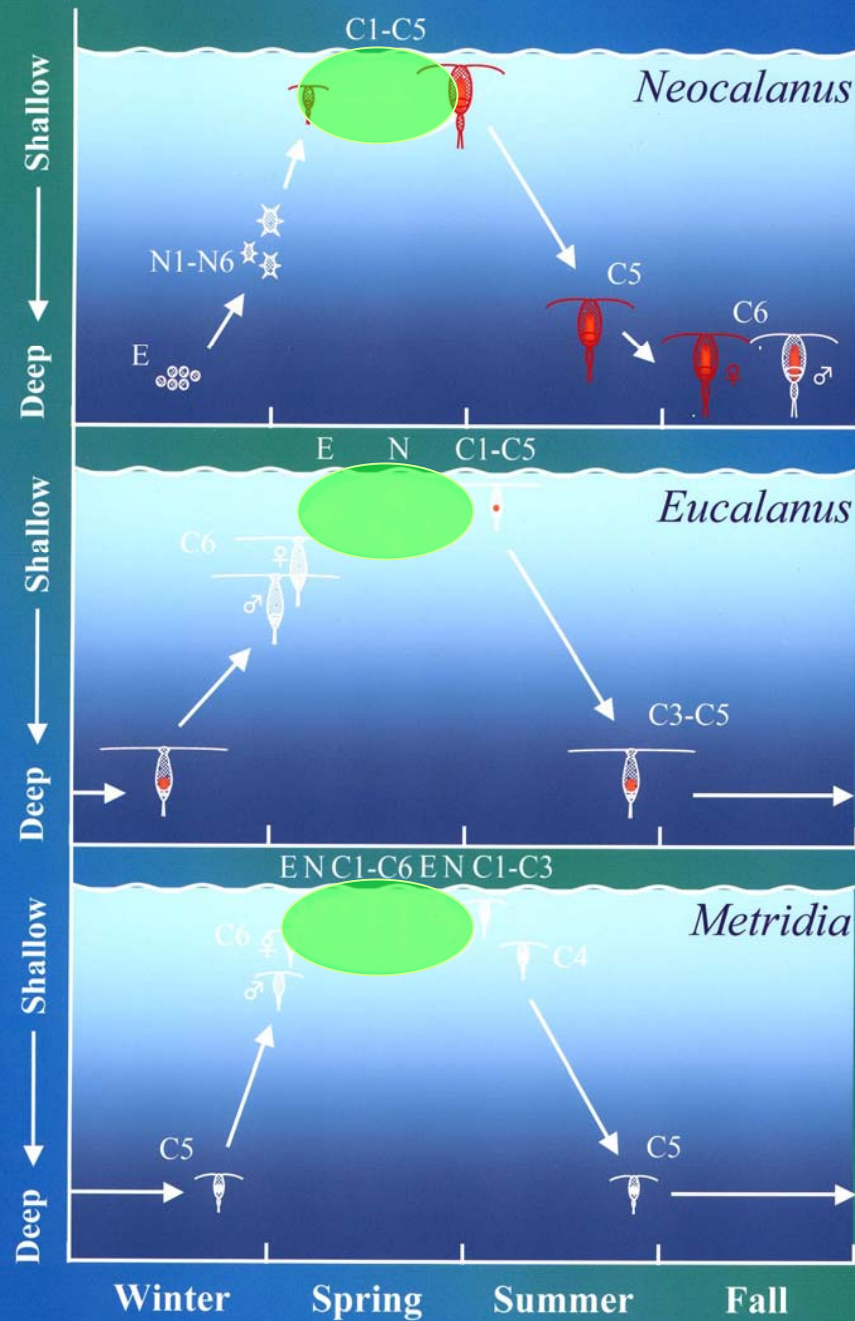 C1-C5
Neocalanus
Shallow
N1-N6
C5
C6
E
♀
♂
Deep
E N C1-C5
Eucalanus
Shallow
C6
♀
♂
C3-C5
Deep
E N C1-C6 E N C1-C3
Metridia
Shallow
C6
♀
C4
♂
C5
C5
Deep
Winter Spring Summer Fall